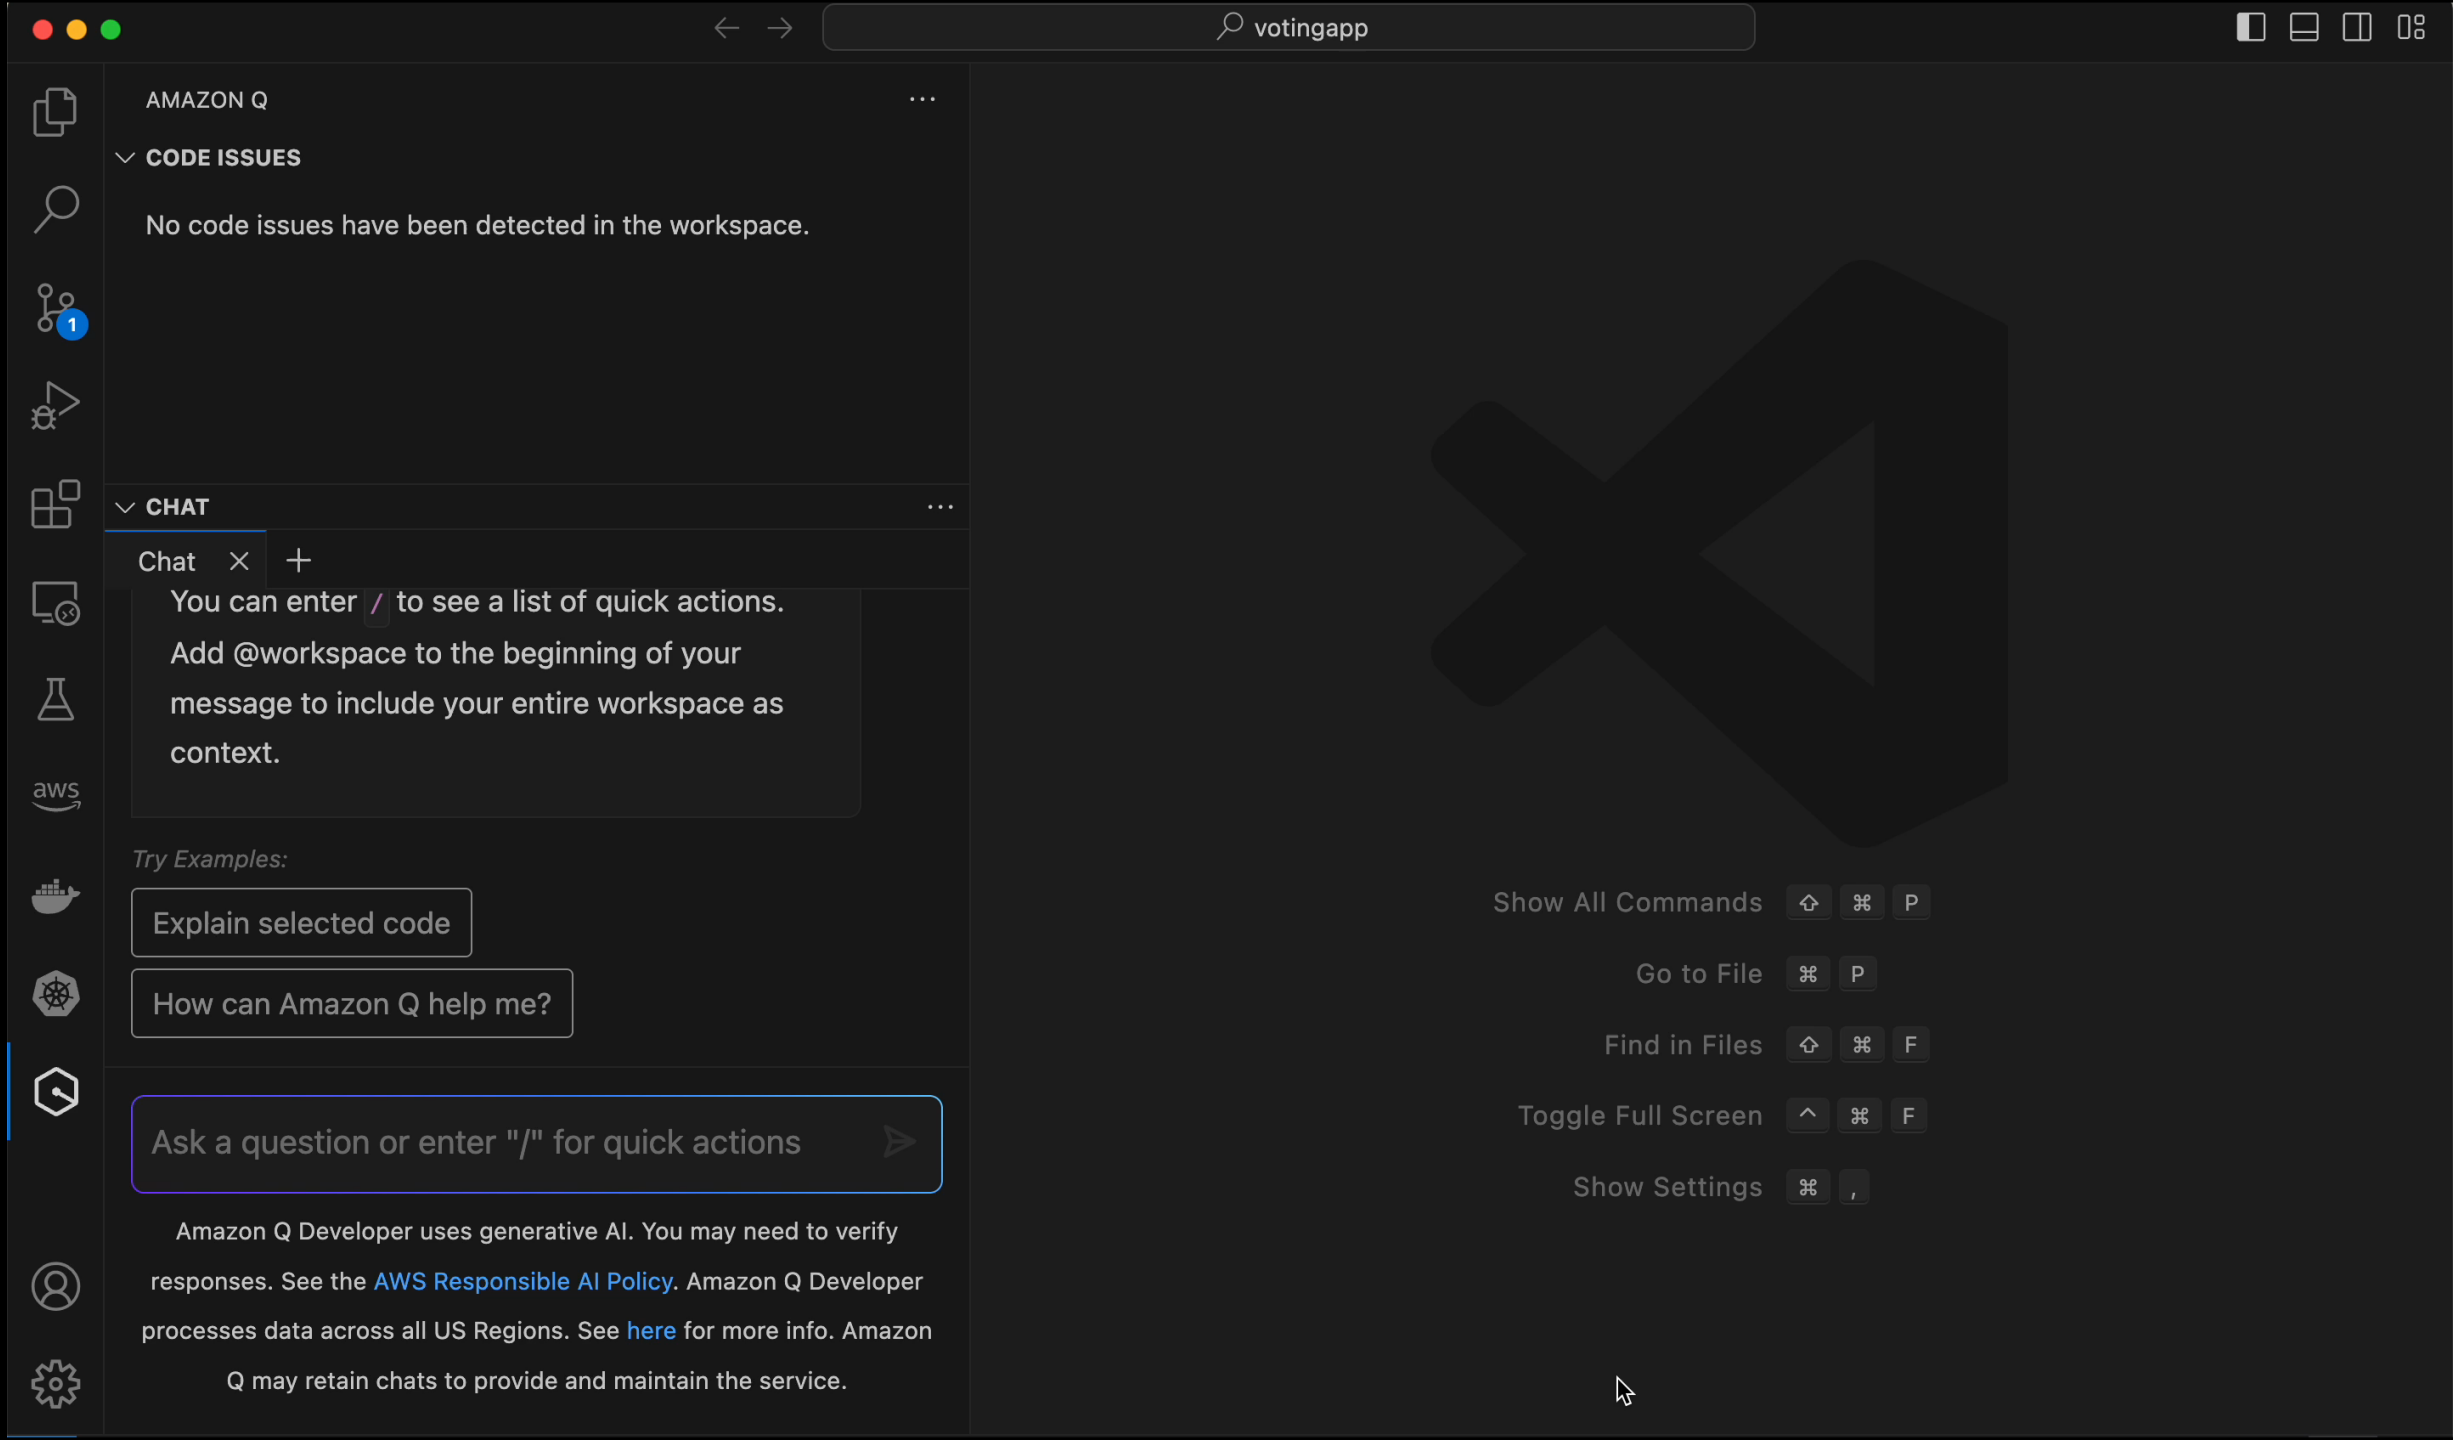 votingapp
AMAZON Q
CODE ISSUES
No code issues have been detected in the workspace.
1
CHAT
Chat
You can enter / to see a list of quick actions.
Add @workspace to the beginning of your
message to include your entire workspace as
context.
aws
Try Examples:
Explain selected code
How can Amazon Q help me?
Ask a question or enter "/" for quick actions
Amazon Q Developer uses generative AI. You may need to verify
responses. See the AWS Responsible AI Policy. Amazon Q Developer
processes data across all US Regions. See here for more info. Amazon
Q may retain chats to provide and maintain the service.
Show All Commands ⇧ ⌘ P
Go to File ⌘ P
Find in Files ⇧ ⌘ F
Toggle Full Screen ^ ⌘ F
Show Settings ⌘ ,